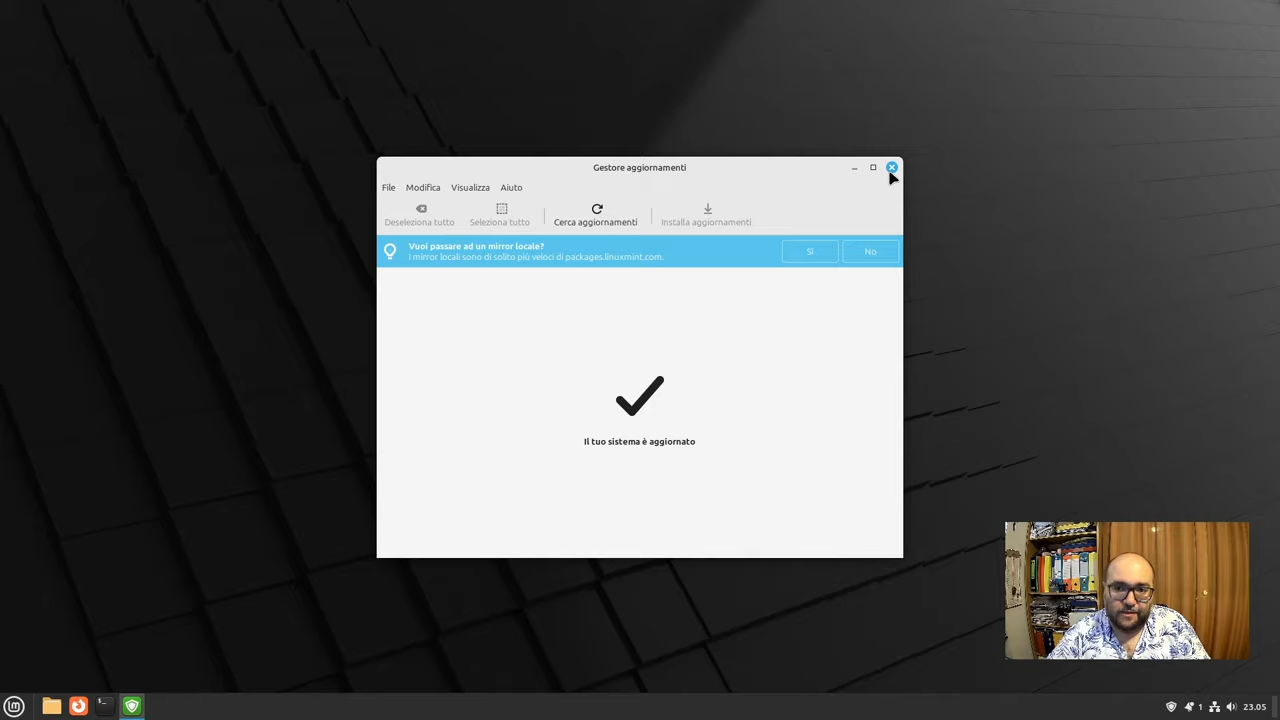 Gestore aggiornamenti
File Modifica Visualizza Aiuto
Deseleziona tutto Seleziona tutto Cerca aggiornamenti Installa aggiornamenti
Vuoi passare ad un mirror locale?
I mirror locali sono di solito più veloci di packages.linuxmint.com.
Sì No
Il tuo sistema è aggiornato
1 23.05